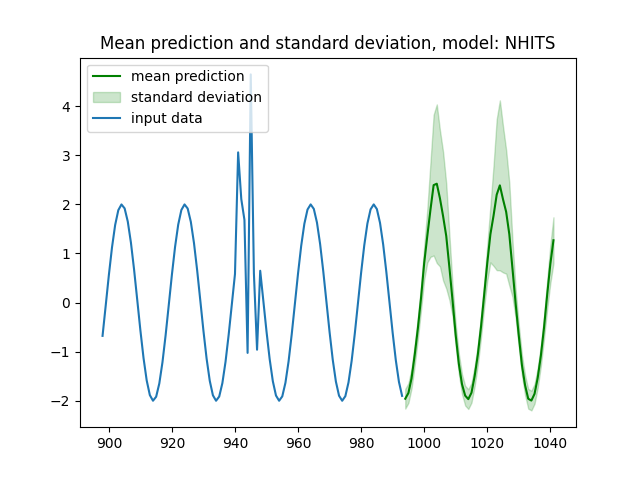 Mean prediction and standard deviation, model: NHITS
mean prediction
standard deviation
input data
4
3
2
1
0
−1
−2
900 920 940 960 980 1000 1020 1040